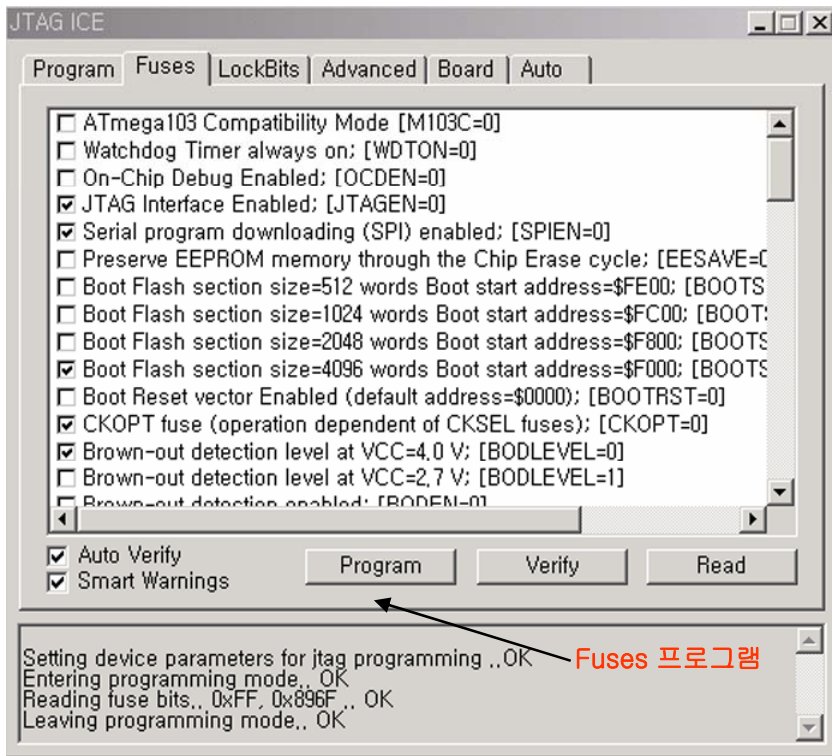 JTAG ICE
Program Fuses LockBits Advanced Board Auto
ATmega103 Compatibility Mode [M103C=0]
Watchdog Timer always on; [WDTON=0]
On-Chip Debug Enabled; [OCDEN=0]
JTAG Interface Enabled; [JTAGEN=0]
Serial program downloading (SPI) enabled; [SPIEN=0]
Preserve EEPROM memory through the Chip Erase cycle; [EESAVE=0
Boot Flash section size=512 words Boot start address=$FE00; [BOOTS
Boot Flash section size=1024 words Boot start address=$FC00; [BOOTS
Boot Flash section size=2048 words Boot start address=$F800; [BOOTS
Boot Flash section size=4096 words Boot start address=$F000; [BOOTS
Boot Reset vector Enabled (default address=$0000); [BOOTRST=0]
CKOPT fuse (operation dependent of CKSEL fuses); [CKOPT=0]
Brown-out detection level at VCC=4.0 V; [BODLEVEL=0]
Brown-out detection level at VCC=2.7 V; [BODLEVEL=1]
Brown-out detection enabled; [BODEN=0]
Auto Verify
Smart Warnings
Program Verify Read
Fuses 프로그램
Setting device parameters for jtag programming ,,OK
Entering programming mode,, OK
Reading fuse bits,, 0xFF, 0x896F ,, OK
Leaving programming mode,, OK